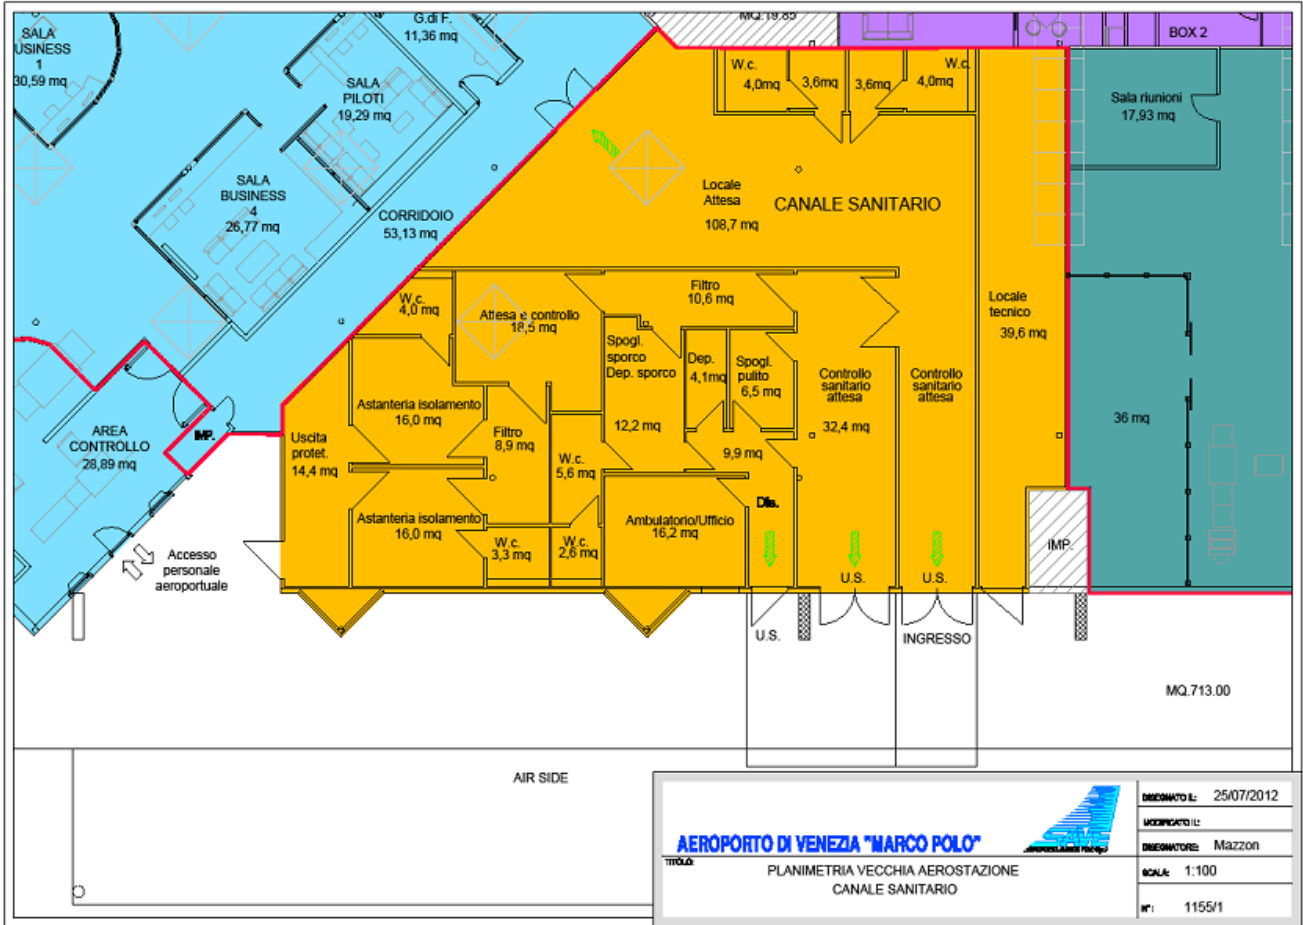 SALA
USINESS
1
30,59 mq
G.di F.
11,36 mq
SALA
PILOTI
19,29 mq
SALA
BUSINESS
4
26,77 mq
CORRIDOIO
53,13 mq
AREA
CONTROLLO
28,89 mq
IMP.
Accesso
personale
aeroportuale
MQ.19.85
BOX 2
W.c.
4,0mq
3,6mq
3,6mq
W.c.
4,0mq
Sala riunioni
17,93 mq
Locale
Attesa
108,7 mq
CANALE SANITARIO
W.c.
4,0 mq
Attesa e controllo
18,5 mq
Filtro
10,6 mq
Locale
tecnico
39,6 mq
Spogl.
sporco
Dep. sporco
12,2 mq
Dep.
4,1mq
Spogl.
pulito
6,5 mq
Controllo
sanitario
attesa
32,4 mq
Controllo
sanitario
attesa
36 mq
Astanteria isolamento
16,0 mq
Uscita
protet.
14,4 mq
Filtro
8,9 mq
W.c.
5,6 mq
9,9 mq
Dis.
Astanteria isolamento
16,0 mq
W.c.
3,3 mq
W.c.
2,6 mq
Ambulatorio/Ufficio
16,2 mq
IMP.
U.S.
U.S.
U.S.
INGRESSO
MQ.713.00
AIR SIDE
AEROPORTO DI VENEZIA "MARCO POLO"
SAVE
TITOLO:
PLANIMETRIA VECCHIA AEROSTAZIONE
CANALE SANITARIO
DISEGNATO IL: 25/07/2012
MODIFICATO IL:
DISEGNATORE: Mazzon
SCALA: 1:100
N°: 1155/1